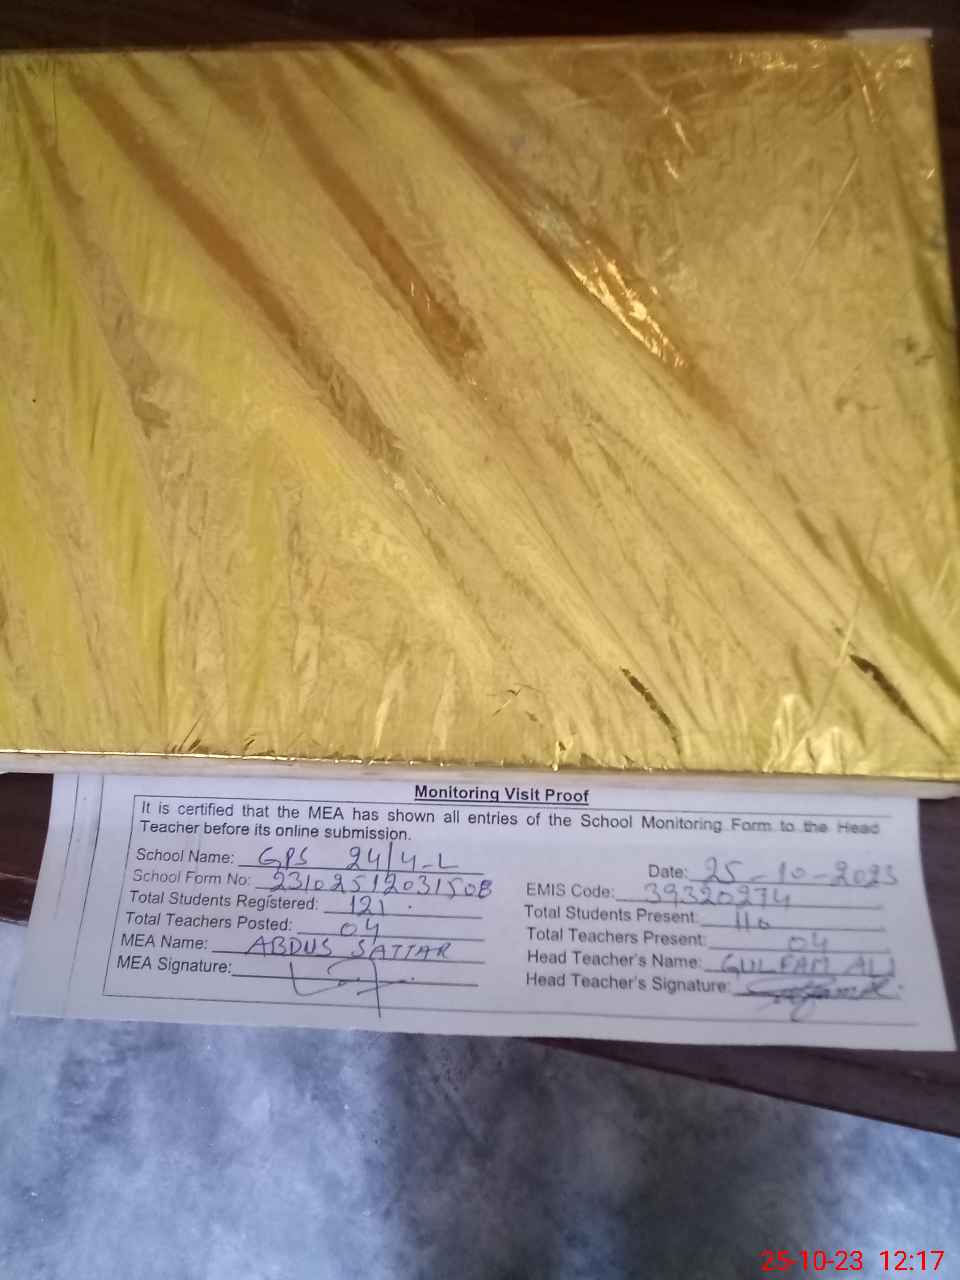 Monitoring Visit Proof
It is certified that the MEA has shown all entries of the School Monitoring Form to the Head
Teacher before its online submission.
School Name: GPS 24/4-L
Date: 25-10-2023
School Form No: 23102512031508
EMIS Code: 39320274
Total Students Registered: 121
Total Students Present: 110
Total Teachers Posted: 04
Total Teachers Present: 04
MEA Name: ABDUS SATTAR
Head Teacher's Name: GULFAM ALI
MEA Signature:
Head Teacher's Signature:
25-10-23 12:17